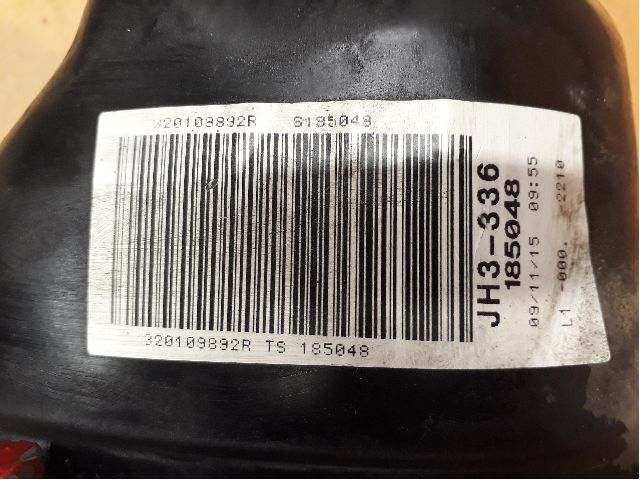 320109892R S185048
320109892R TS 185048
JH3-336
185048
09/11/15 09:55
L1 -000. -2210